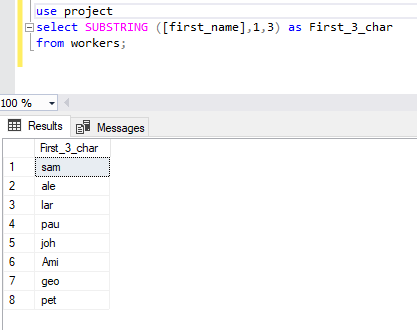 use project
select SUBSTRING ([first_name],1,3) as First_3_char
from workers;
100 %
Results Messages
First_3_char
1 sam
2 ale
3 lar
4 pau
5 joh
6 Ami
7 geo
8 pet